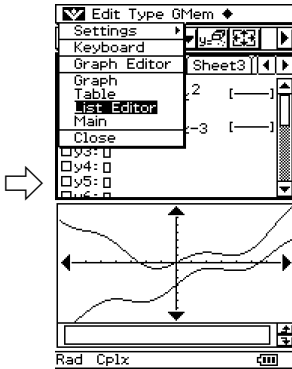 Edit Type GMem ◆
Settings
Keyboard
Graph Editor
Graph
Table
List Editor
Main
Close
y=
Sheet3
2 [—]
-3 [—]
y3:
y4:
y5:
y6:
Rad Cplx